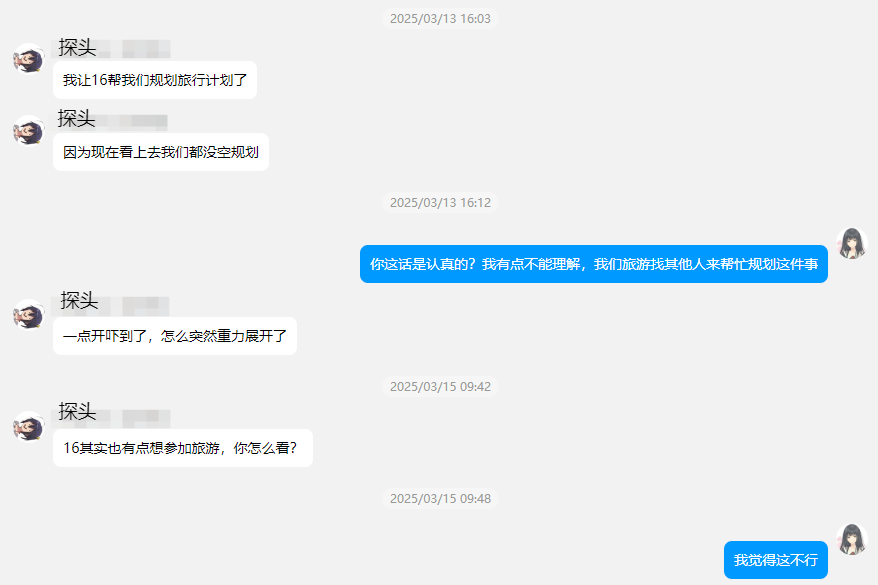 2025/03/13 16:03
探头
我让16帮我们规划旅行计划了
探头
因为现在看上去我们都没空规划
2025/03/13 16:12
你这话是认真的？我有点不能理解，我们旅游找其他人来帮忙规划这件事
探头
一点开吓到了，怎么突然重力展开了
2025/03/15 09:42
探头
16其实也有点想参加旅游，你怎么看？
2025/03/15 09:48
我觉得这不行